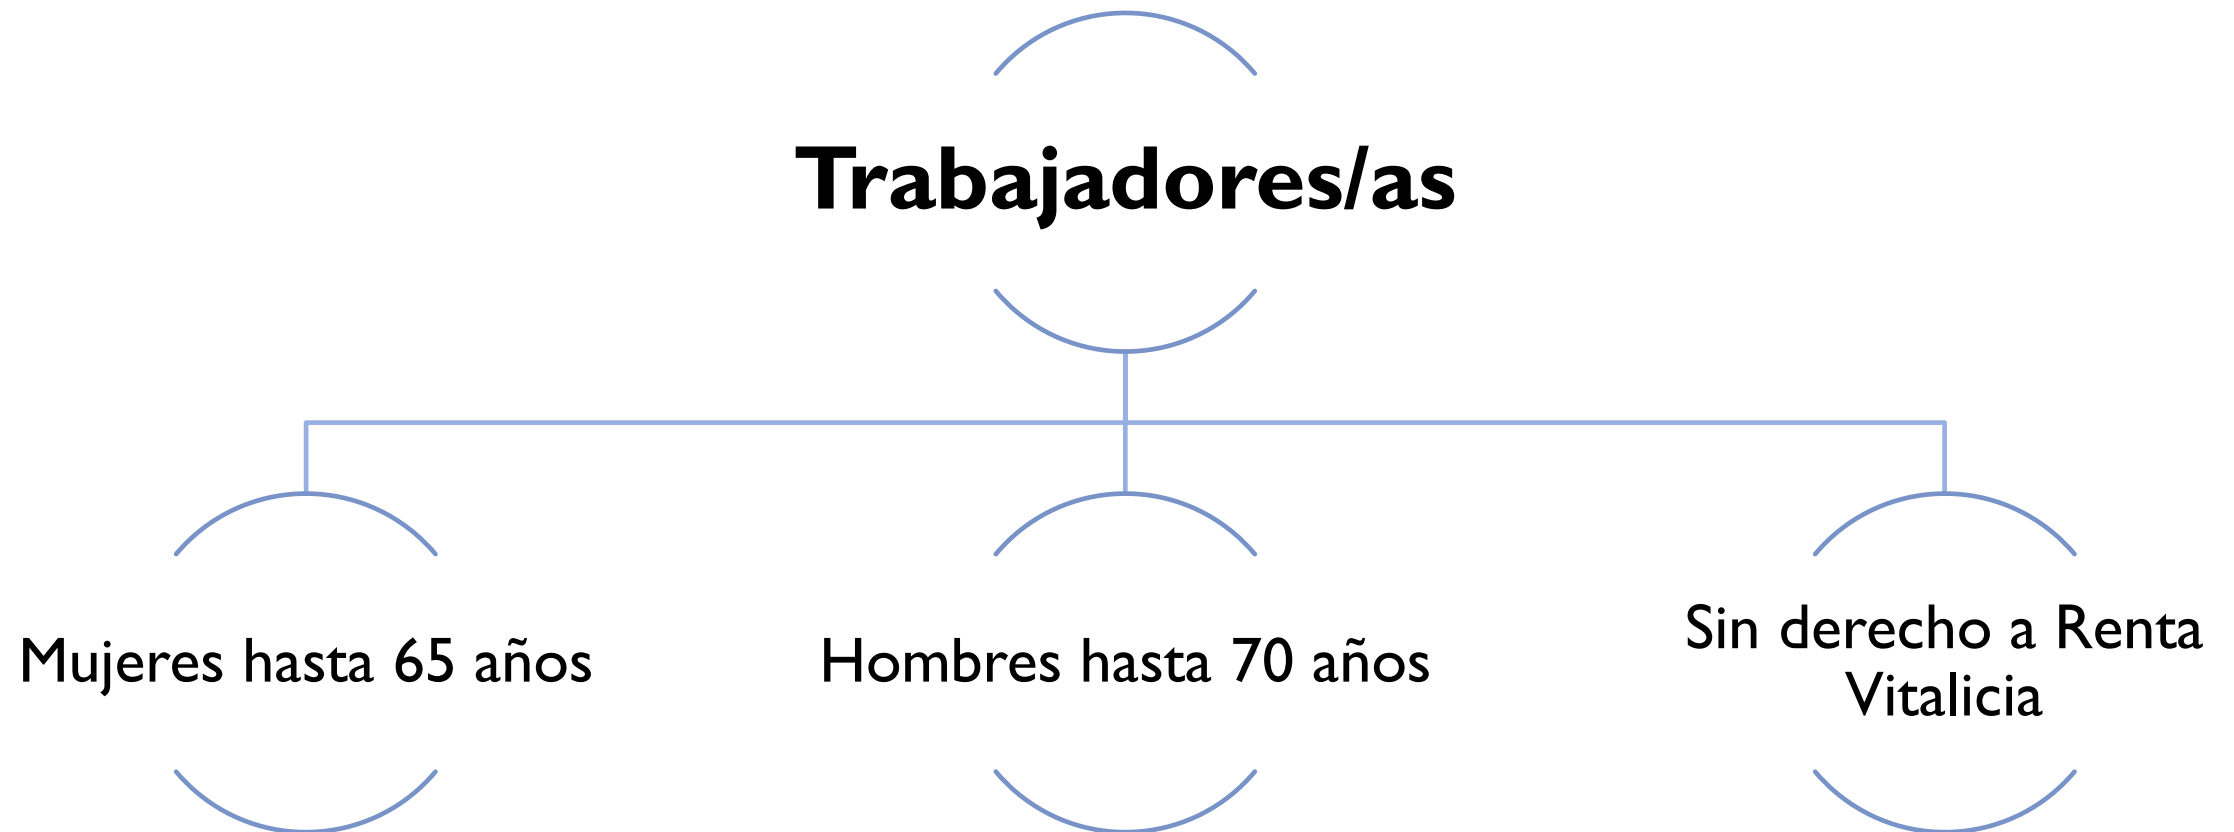 Trabajadores/as
Mujeres hasta 65 años
Hombres hasta 70 años
Sin derecho a Renta
Vitalicia